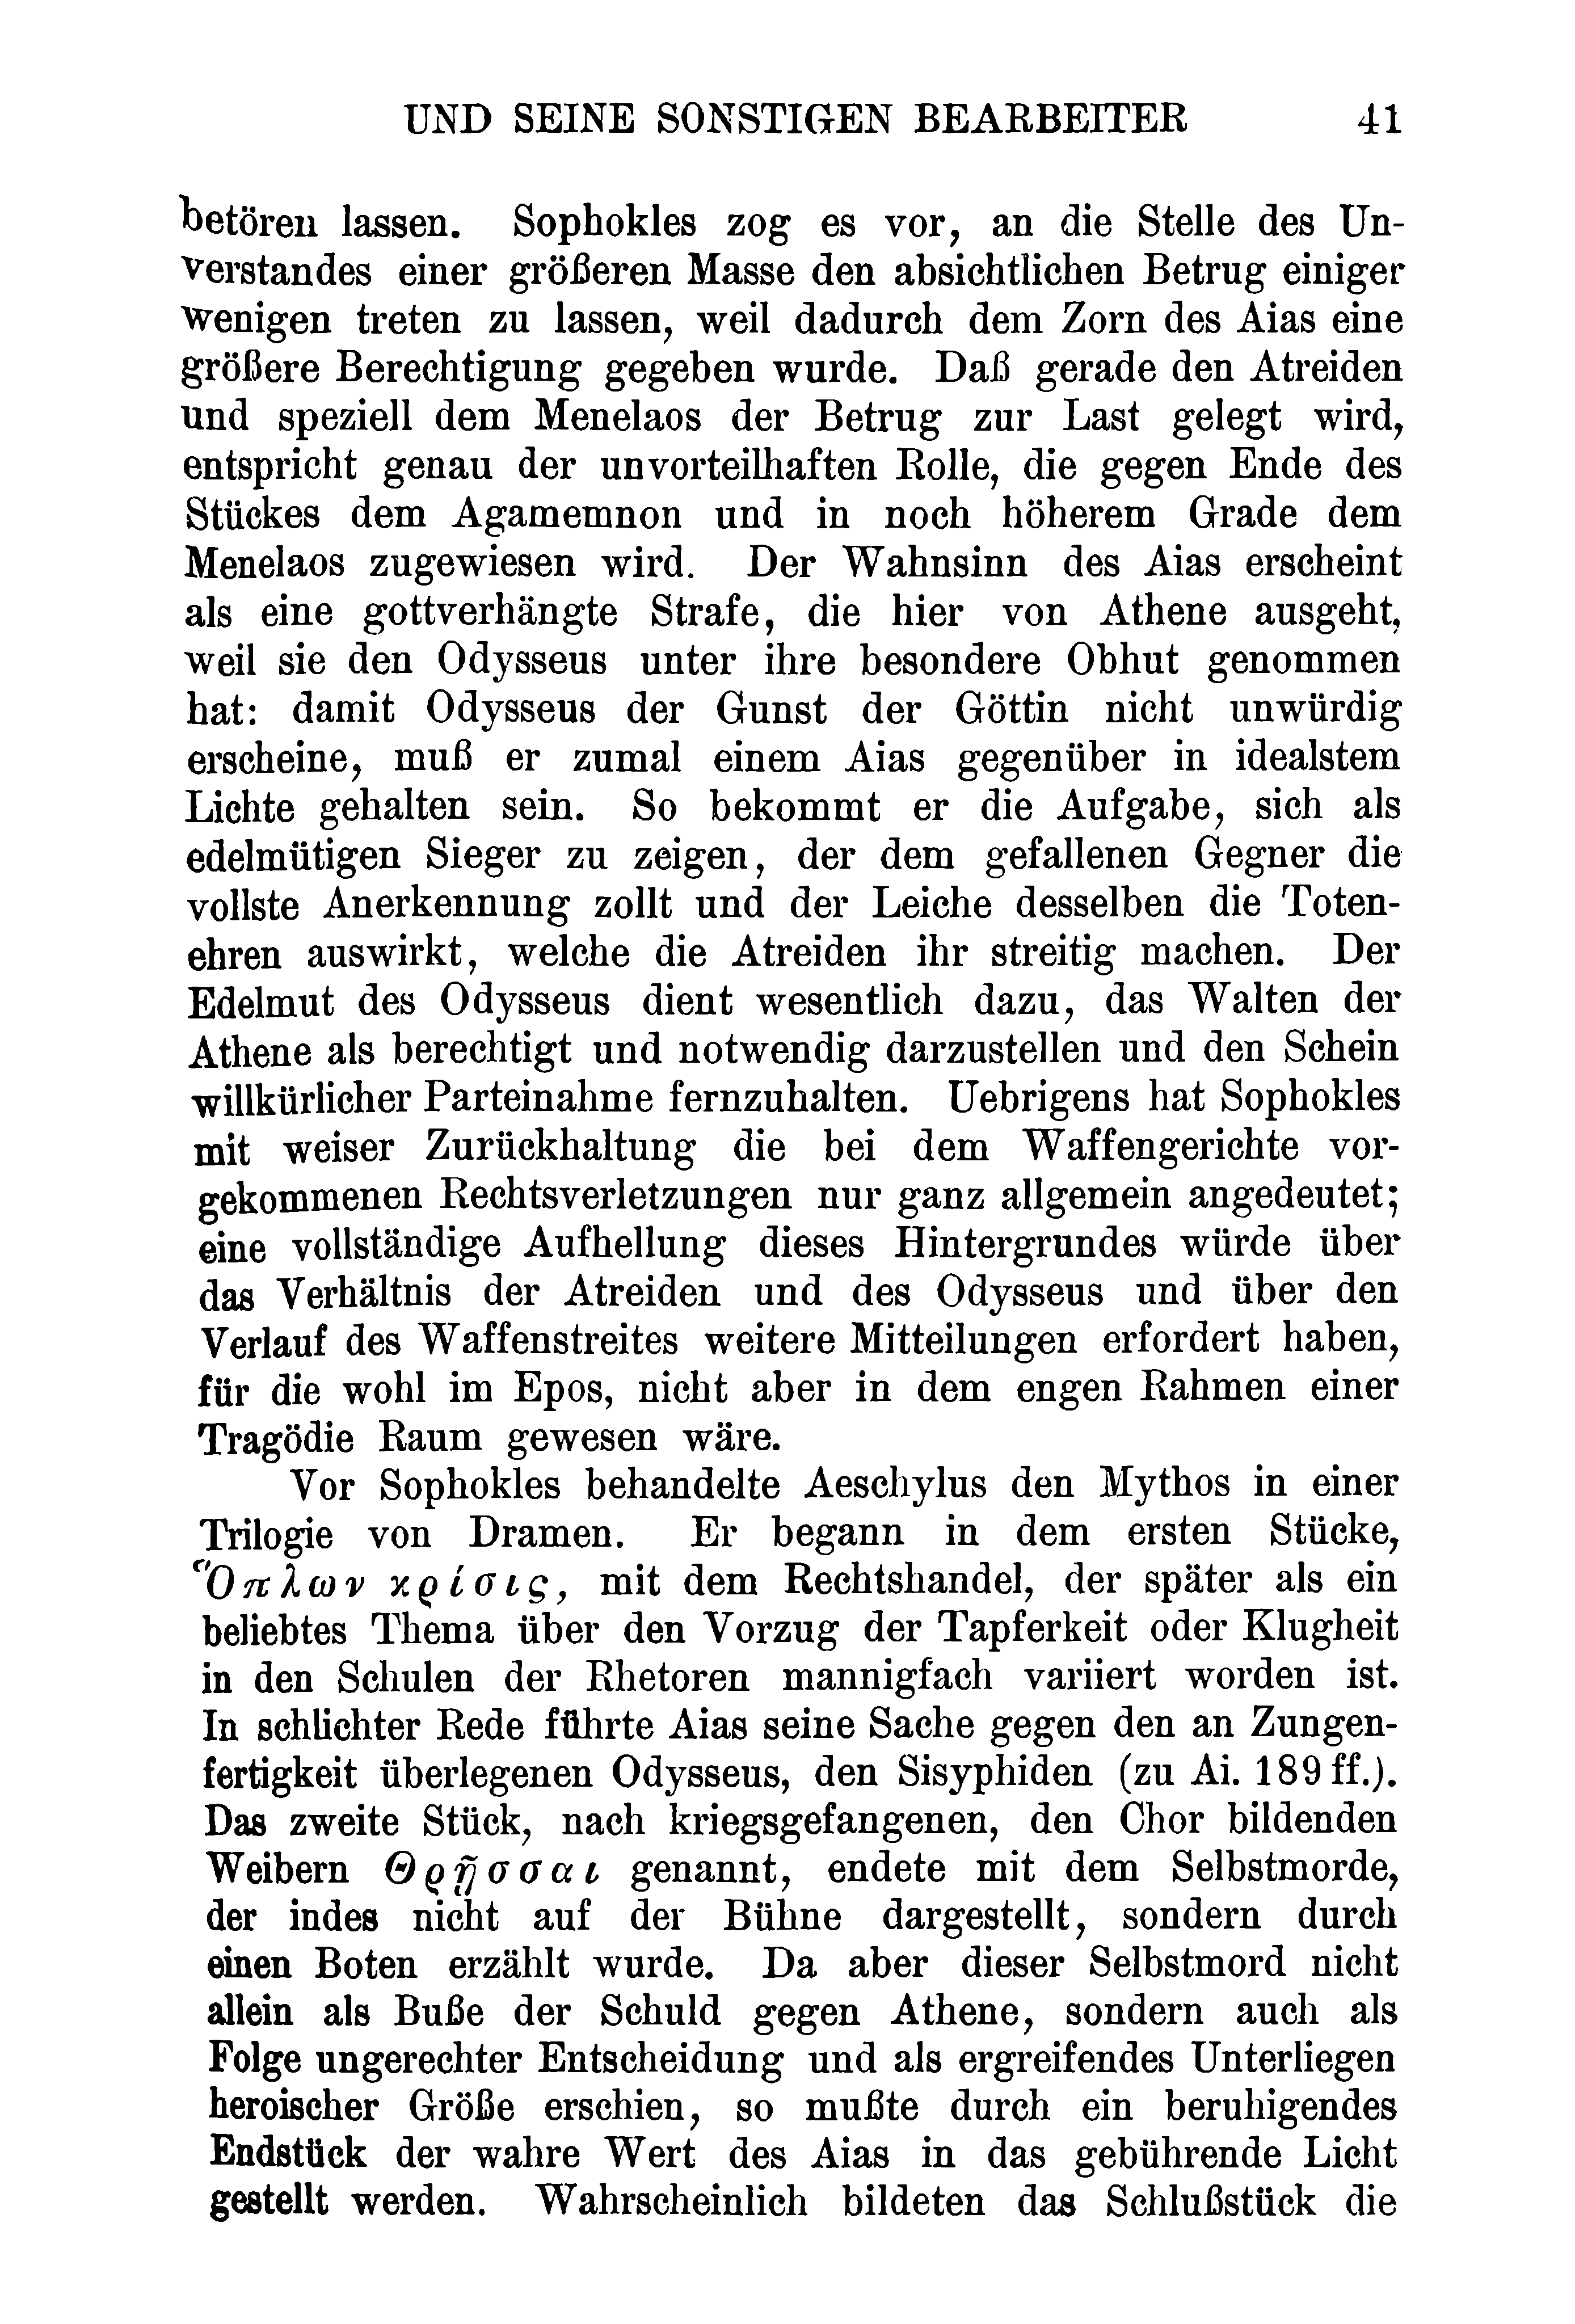 UND SEINE SONSTIGEN BEARBEITER 41
betören lassen. Sophokles zog es vor, an die Stelle des Un-
verstandes einer größeren Masse den absichtlichen Betrug einiger
wenigen treten zu lassen, weil dadurch dem Zorn des Aias eine
größere Berechtigung gegeben wurde. Daß gerade den Atreiden
und speziell dem Menelaos der Betrug zur Last gelegt wird,
entspricht genau der unvorteilhaften Rolle, die gegen Ende des
Stückes dem Agamemnon und in noch höherem Grade dem
Menelaos zugewiesen wird. Der Wahnsinn des Aias erscheint
als eine gottverhängte Strafe, die hier von Athene ausgeht,
weil sie den Odysseus unter ihre besondere Obhut genommen
hat: damit Odysseus der Gunst der Göttin nicht unwürdig
erscheine, muß er zumal einem Aias gegenüber in idealstem
Lichte gehalten sein. So bekommt er die Aufgabe, sich als
edelmütigen Sieger zu zeigen, der dem gefallenen Gegner die
vollste Anerkennung zollt und der Leiche desselben die Toten-
ehren auswirkt, welche die Atreiden ihr streitig machen. Der
Edelmut des Odysseus dient wesentlich dazu, das Walten der
Athene als berechtigt und notwendig darzustellen und den Schein
willkürlicher Parteinahme fernzuhalten. Uebrigens hat Sophokles
mit weiser Zurückhaltung die bei dem Waffengerichte vor-
gekommenen Rechtsverletzungen nur ganz allgemein angedeutet;
eine vollständige Aufhellung dieses Hintergrundes würde über
das Verhältnis der Atreiden und des Odysseus und über den
Verlauf des Waffenstreites weitere Mitteilungen erfordert haben,
für die wohl im Epos, nicht aber in dem engen Rahmen einer
Tragödie Raum gewesen wäre.
Vor Sophokles behandelte Aeschylus den Mythos in einer
Trilogie von Dramen. Er begann in dem ersten Stücke,
Ὅπλων κρίσις, mit dem Rechtshandel, der später als ein
beliebtes Thema über den Vorzug der Tapferkeit oder Klugheit
in den Schulen der Rhetoren mannigfach variiert worden ist.
In schlichter Rede führte Aias seine Sache gegen den an Zungen-
fertigkeit überlegenen Odysseus, den Sisyphiden (zu Ai. 189 ff.).
Das zweite Stück, nach kriegsgefangenen, den Chor bildenden
Weibern Θρῇσσαι genannt, endete mit dem Selbstmorde,
der indes nicht auf der Bühne dargestellt, sondern durch
einen Boten erzählt wurde. Da aber dieser Selbstmord nicht
allein als Buße der Schuld gegen Athene, sondern auch als
Folge ungerechter Entscheidung und als ergreifendes Unterliegen
heroischer Größe erschien, so mußte durch ein beruhigendes
Endstück der wahre Wert des Aias in das gebührende Licht
gestellt werden. Wahrscheinlich bildeten das Schlußstück die